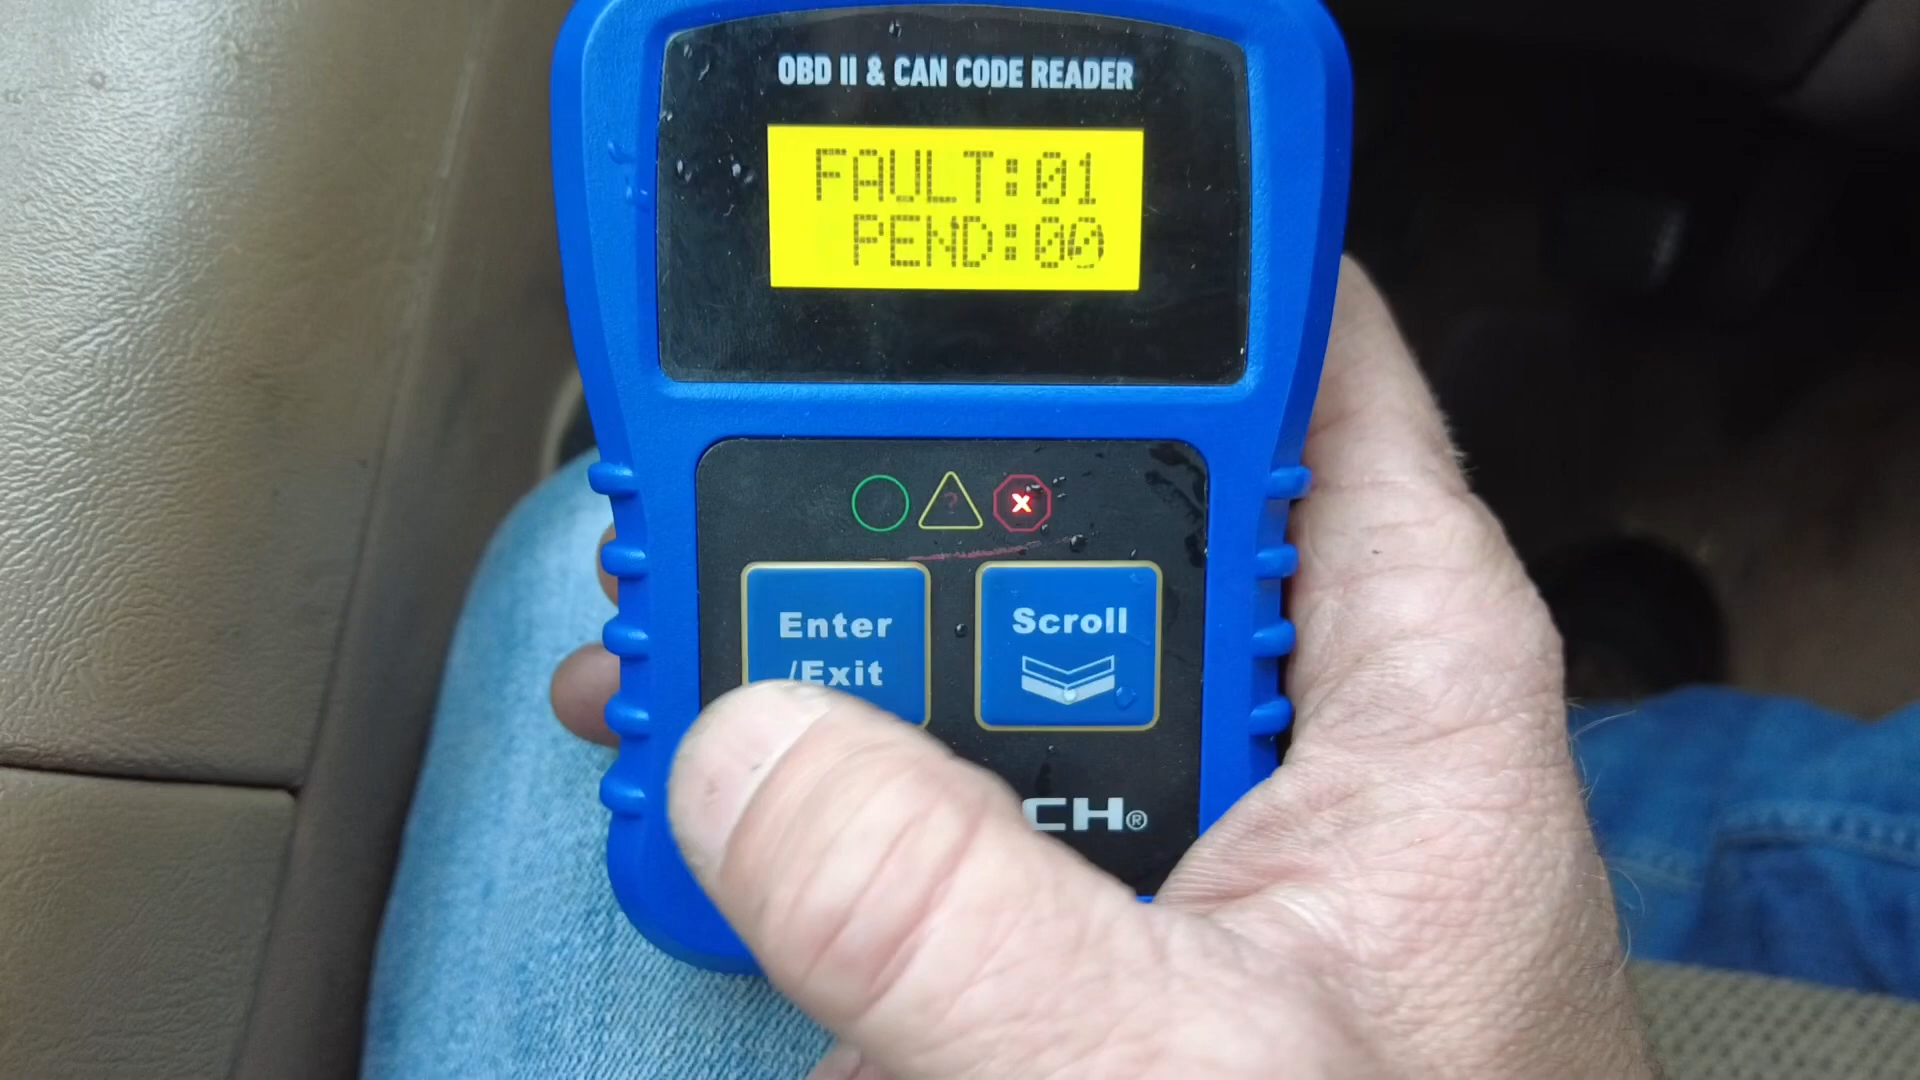 OBD II & CAN CODE READER
FAULT:01
PEND:00
?
x
Enter
/Exit
Scroll
CH®